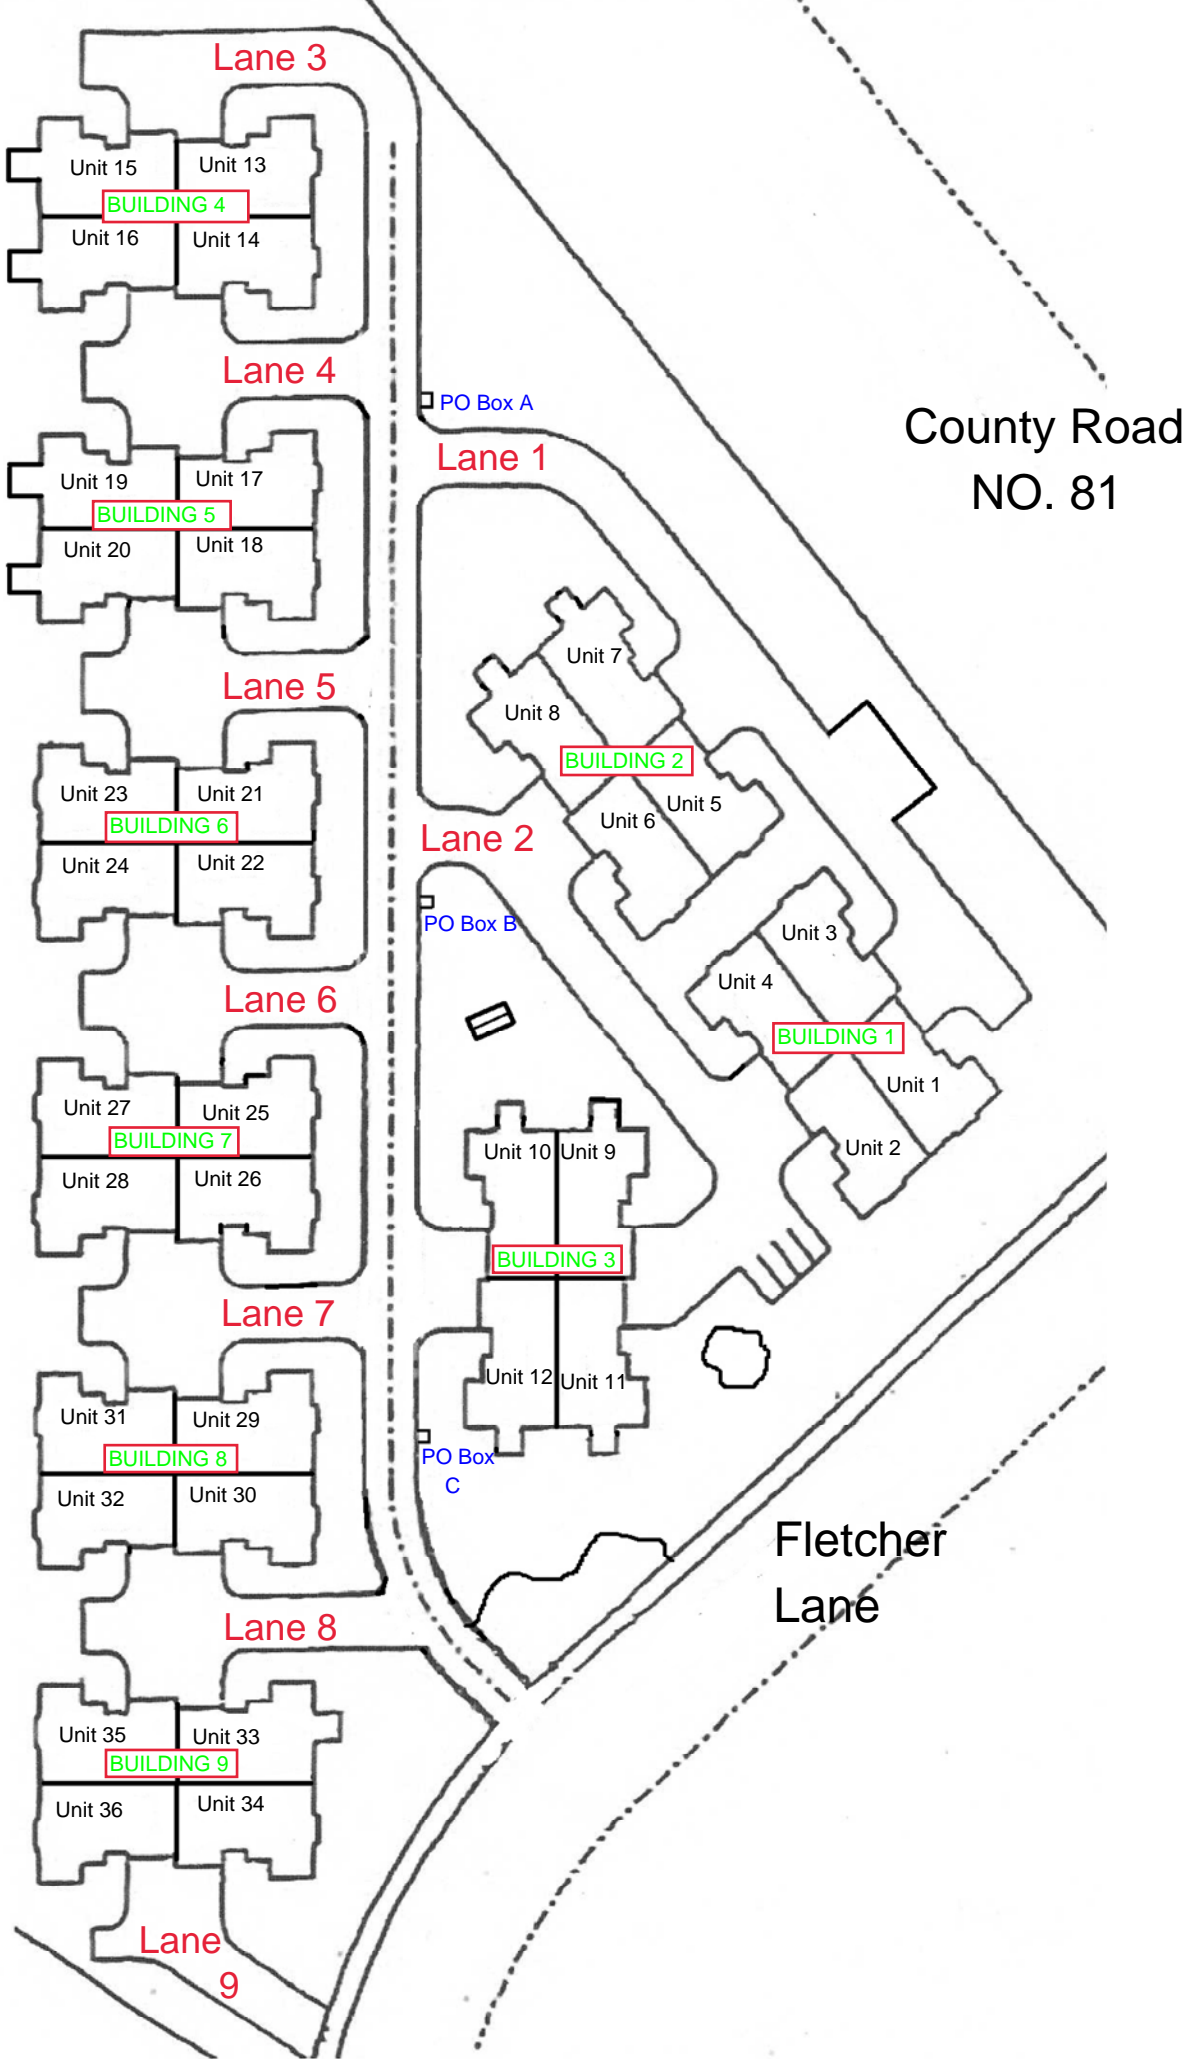 Lane 3
Unit 15
Unit 13
BUILDING 4
Unit 16
Unit 14
Lane 4
PO Box A
County Road
NO. 81
Lane 1
Unit 19
Unit 17
BUILDING 5
Unit 20
Unit 18
Unit 7
Lane 5
Unit 8
BUILDING 2
Unit 23
Unit 21
Unit 5
Unit 6
BUILDING 6
Lane 2
Unit 24
Unit 22
PO Box B
Unit 3
Unit 4
Lane 6
BUILDING 1
Unit 1
Unit 27
Unit 25
BUILDING 7
Unit 10
Unit 9
Unit 2
Unit 28
Unit 26
BUILDING 3
Lane 7
Unit 12
Unit 11
Unit 31
Unit 29
BUILDING 8
PO Box
C
Unit 32
Unit 30
Fletcher
Lane
Lane 8
Unit 35
Unit 33
BUILDING 9
Unit 36
Unit 34
Lane
9